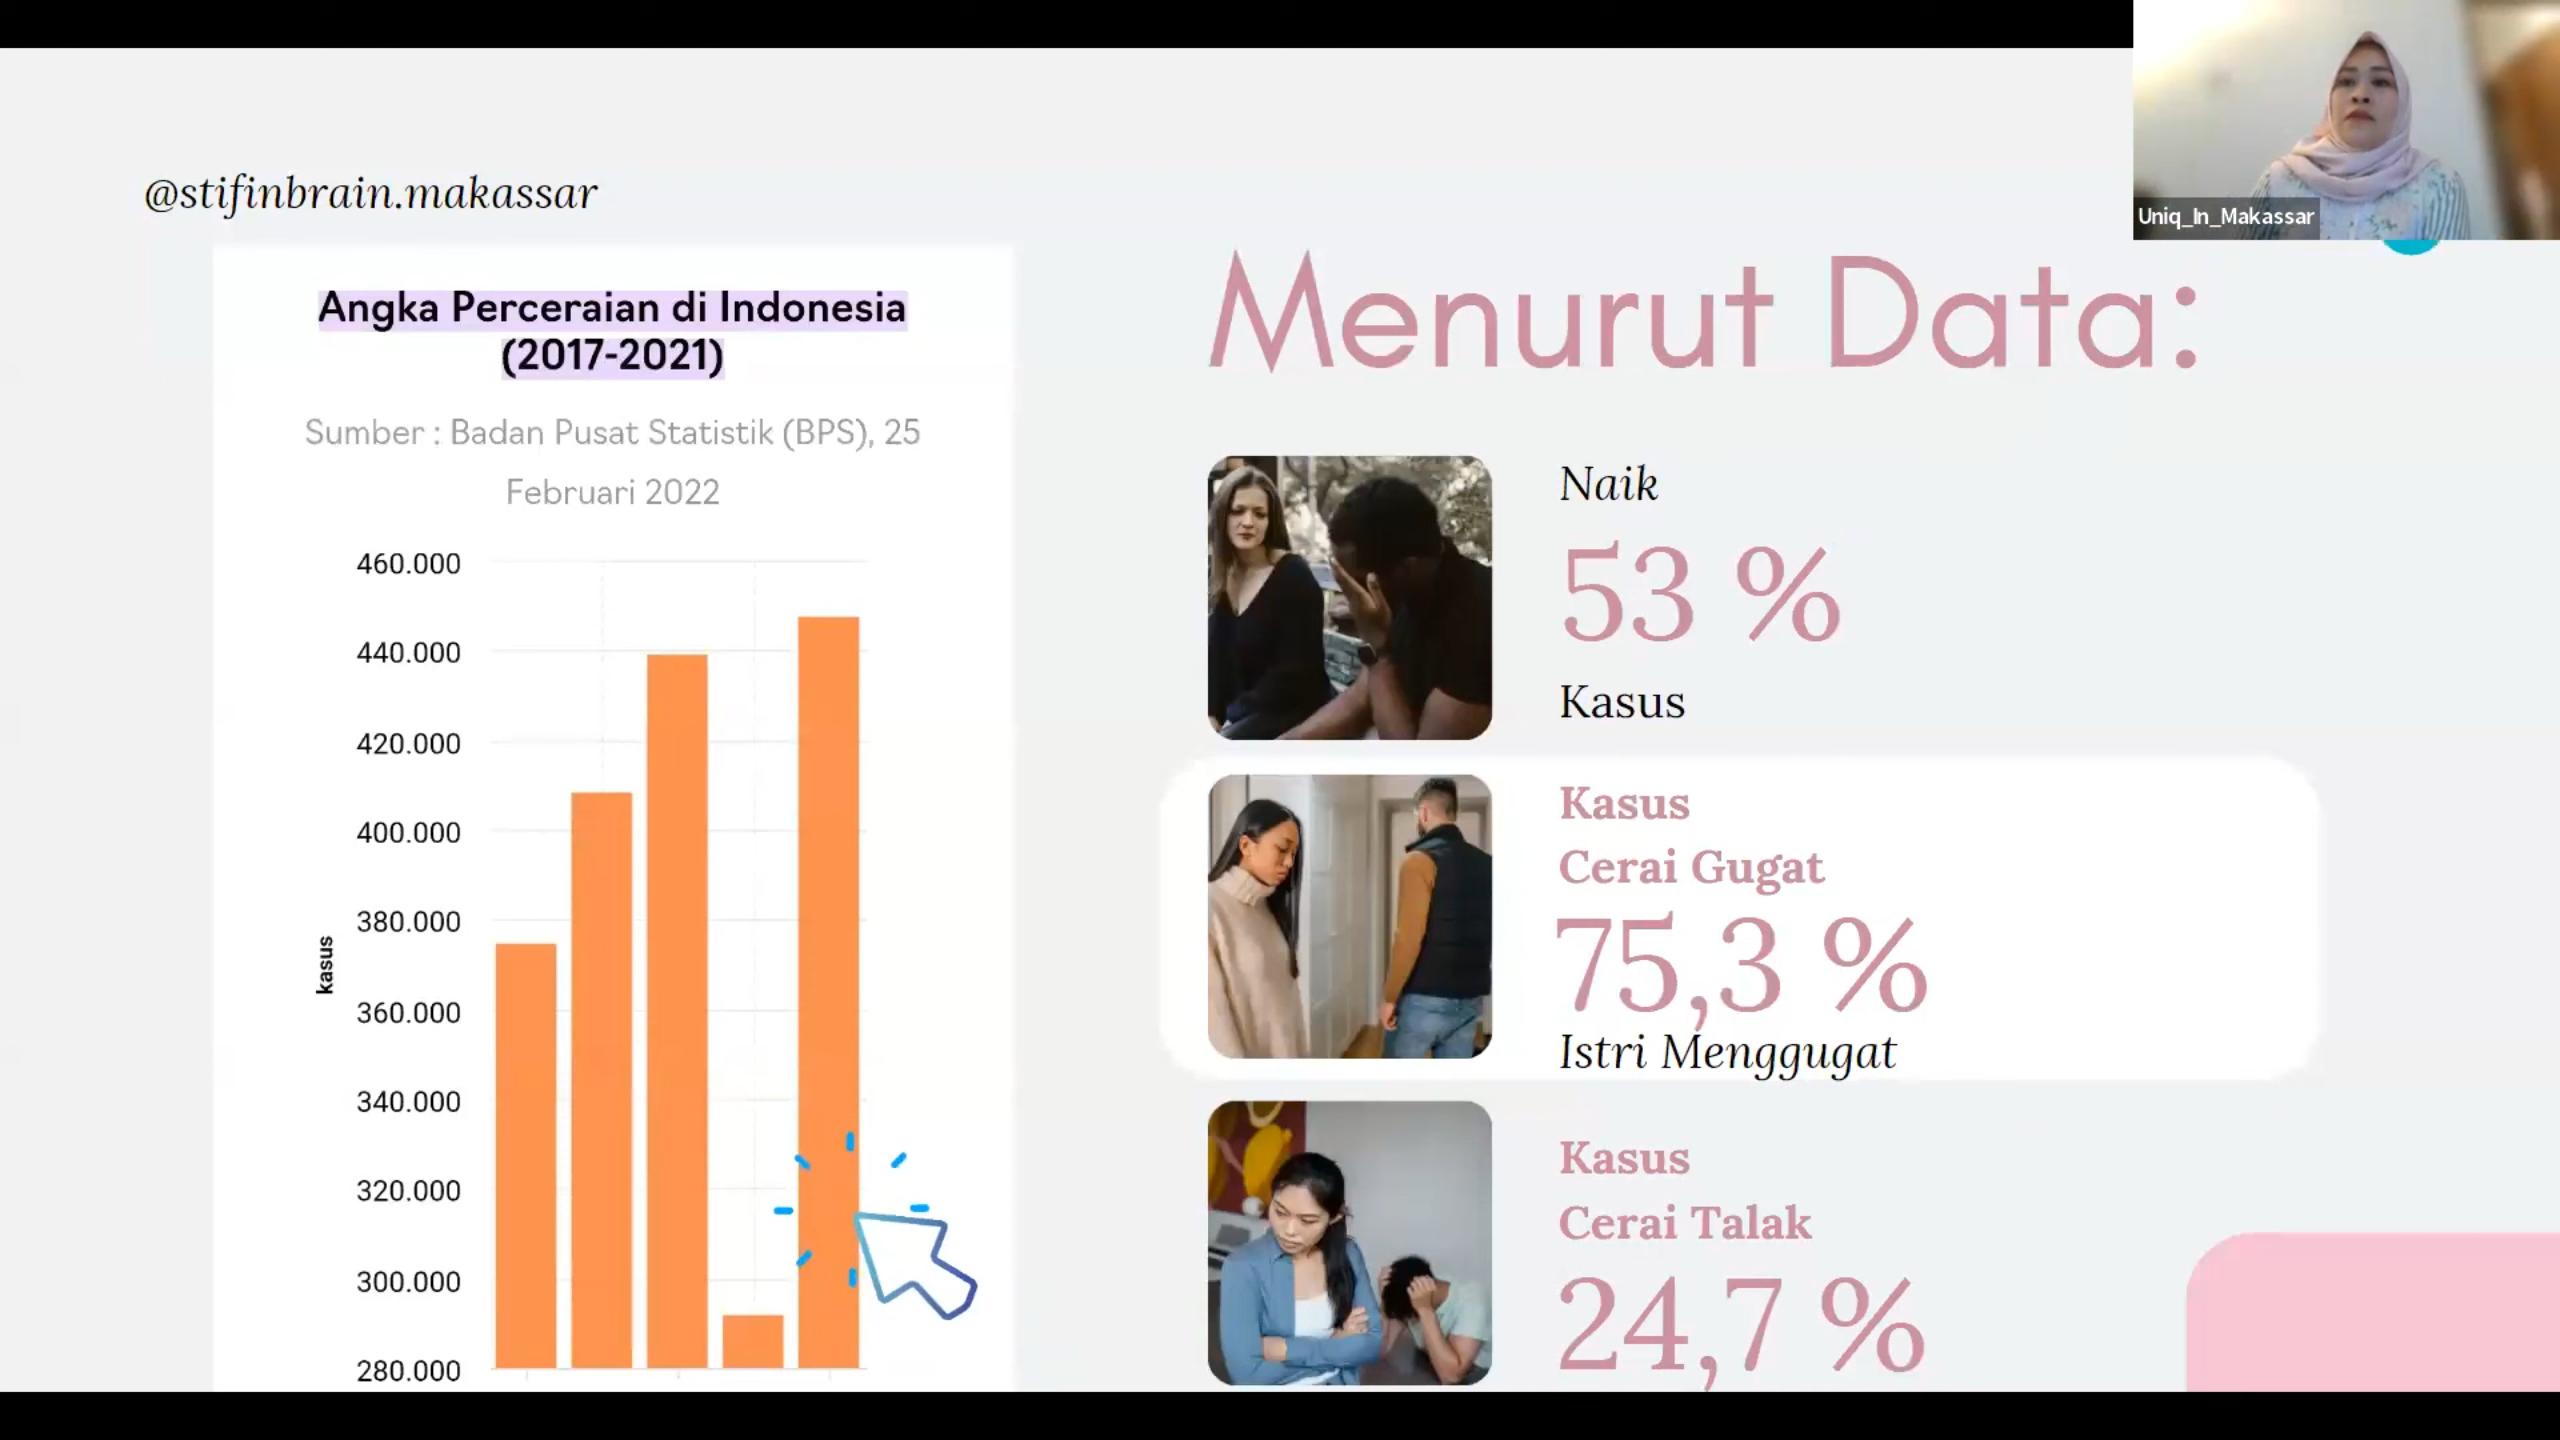 @stifinbrain.makassar
Uniq_In_Makassar
Angka Perceraian di Indonesia
(2017-2021)
Sumber : Badan Pusat Statistik (BPS), 25
Februari 2022
460.000
440.000
420.000
400.000
380.000
360.000
340.000
320.000
300.000
280.000
kasus
Menurut Data:
Naik
53 %
Kasus
Kasus
Cerai Gugat
75,3 %
Istri Menggugat
Kasus
Cerai Talak
24,7 %